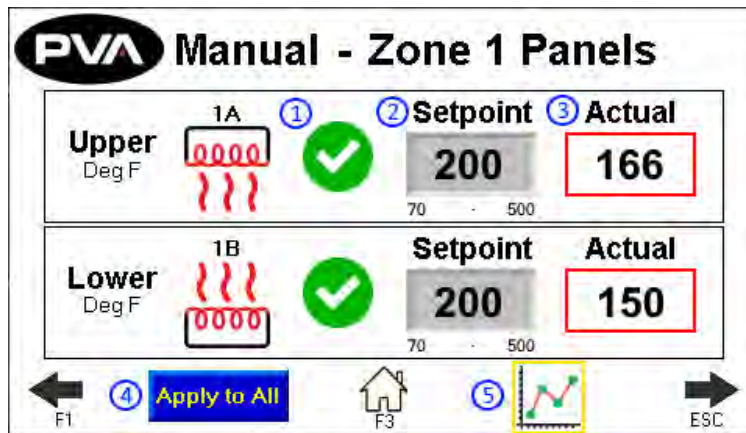 PVA Manual - Zone 1 Panels
1A 1 2 Setpoint 3 Actual
Upper
Deg F
200 166
70 - 500
1B Setpoint Actual
Lower
Deg F
200 150
70 - 500
4 Apply to All 5
F1 F3 ESC